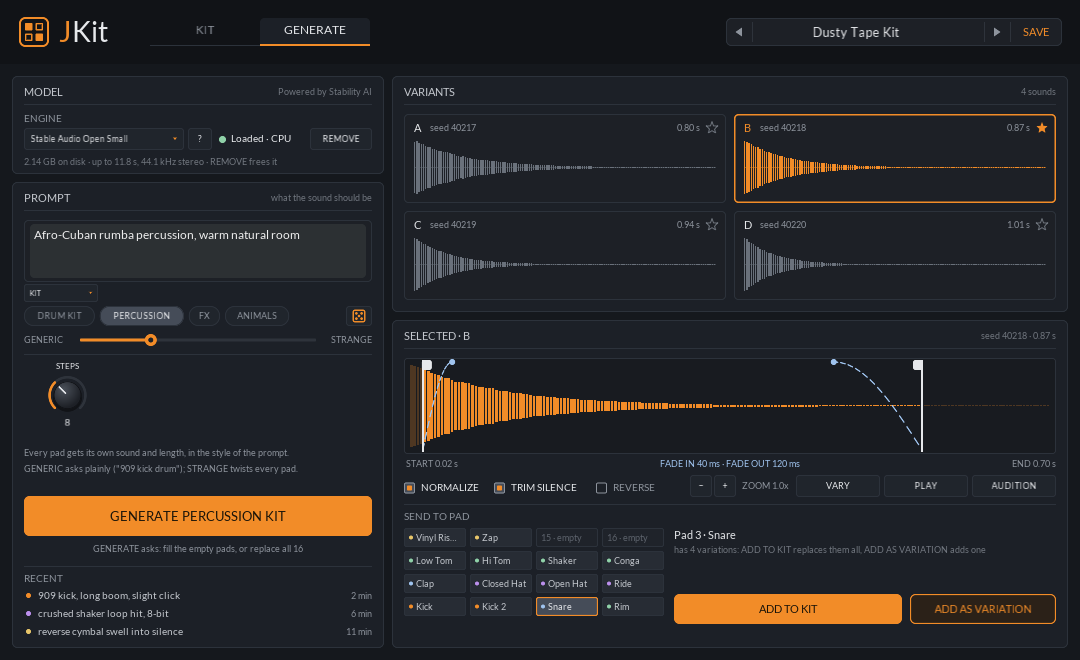 JKit
KIT
GENERATE
Dusty Tape Kit
SAVE
MODEL
Powered by Stability AI
ENGINE
Stable Audio Open Small
?
Loaded · CPU
REMOVE
2.14 GB on disk · up to 11.8 s, 44.1 kHz stereo · REMOVE frees it
PROMPT
what the sound should be
Afro-Cuban rumba percussion, warm natural room
KIT
DRUM KIT
PERCUSSION
FX
ANIMALS
GENERIC
STRANGE
STEPS
8
Every pad gets its own sound and length, in the style of the prompt.
GENERIC asks plainly ("909 kick drum"); STRANGE twists every pad.
GENERATE PERCUSSION KIT
GENERATE asks: fill the empty pads, or replace all 16
RECENT
909 kick, long boom, slight click
2 min
crushed shaker loop hit, 8-bit
6 min
reverse cymbal swell into silence
11 min
VARIANTS
4 sounds
A seed 40217 0.80 s
B seed 40218 0.87 s
C seed 40219 0.94 s
D seed 40220 1.01 s
SELECTED · B
seed 40218 · 0.87 s
START 0.02 s
FADE IN 40 ms · FADE OUT 120 ms
END 0.70 s
NORMALIZE
TRIM SILENCE
REVERSE
−
+
ZOOM 1.0x
VARY
PLAY
AUDITION
SEND TO PAD
Vinyl Ris...
Zap
15 · empty
16 · empty
Low Tom
Hi Tom
Shaker
Conga
Clap
Closed Hat
Open Hat
Ride
Kick
Kick 2
Snare
Rim
Pad 3 · Snare
has 4 variations: ADD TO KIT replaces them all, ADD AS VARIATION adds one
ADD TO KIT
ADD AS VARIATION